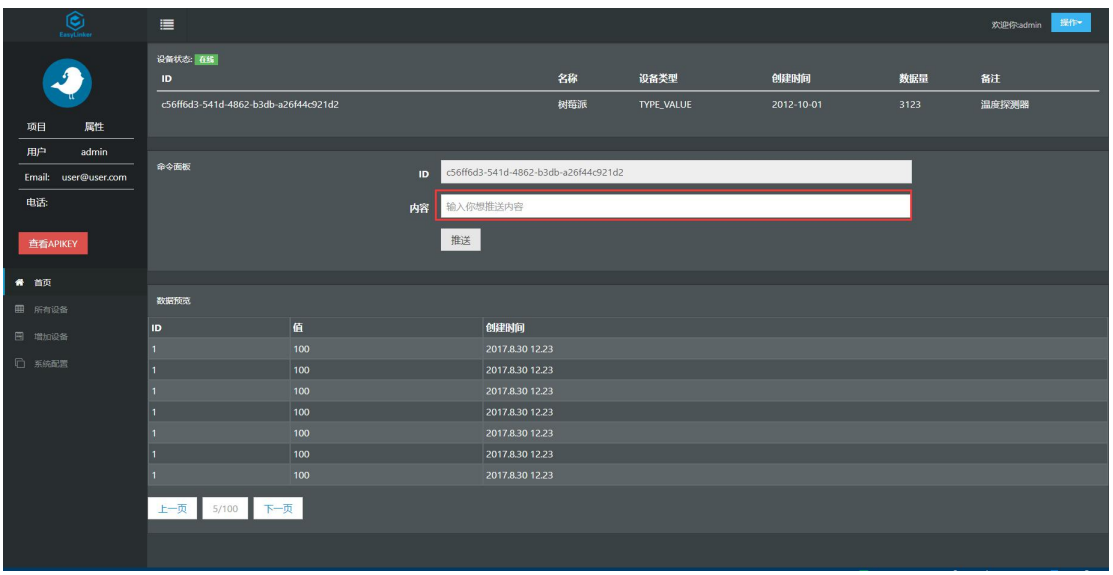 EasyLinker
欢迎你:admin 操作
设备状态: 在线
ID 名称 设备类型 创建时间 数据量 备注
c56ff6d3-541d-4862-b3db-a26f44c921d2 树莓派 TYPE_VALUE 2012-10-01 3123 温度探测器
项目 属性
用户 admin
Email: user@user.com
电话:
查看APIKEY
首页
所有设备
增加设备
系统配置
命令面板
ID c56ff6d3-541d-4862-b3db-a26f44c921d2
内容 输入你想推送内容
推送
数据预览
ID 值 创建时间
1 100 2017.8.30 12.23
1 100 2017.8.30 12.23
1 100 2017.8.30 12.23
1 100 2017.8.30 12.23
1 100 2017.8.30 12.23
1 100 2017.8.30 12.23
1 100 2017.8.30 12.23
上一页 5/100 下一页